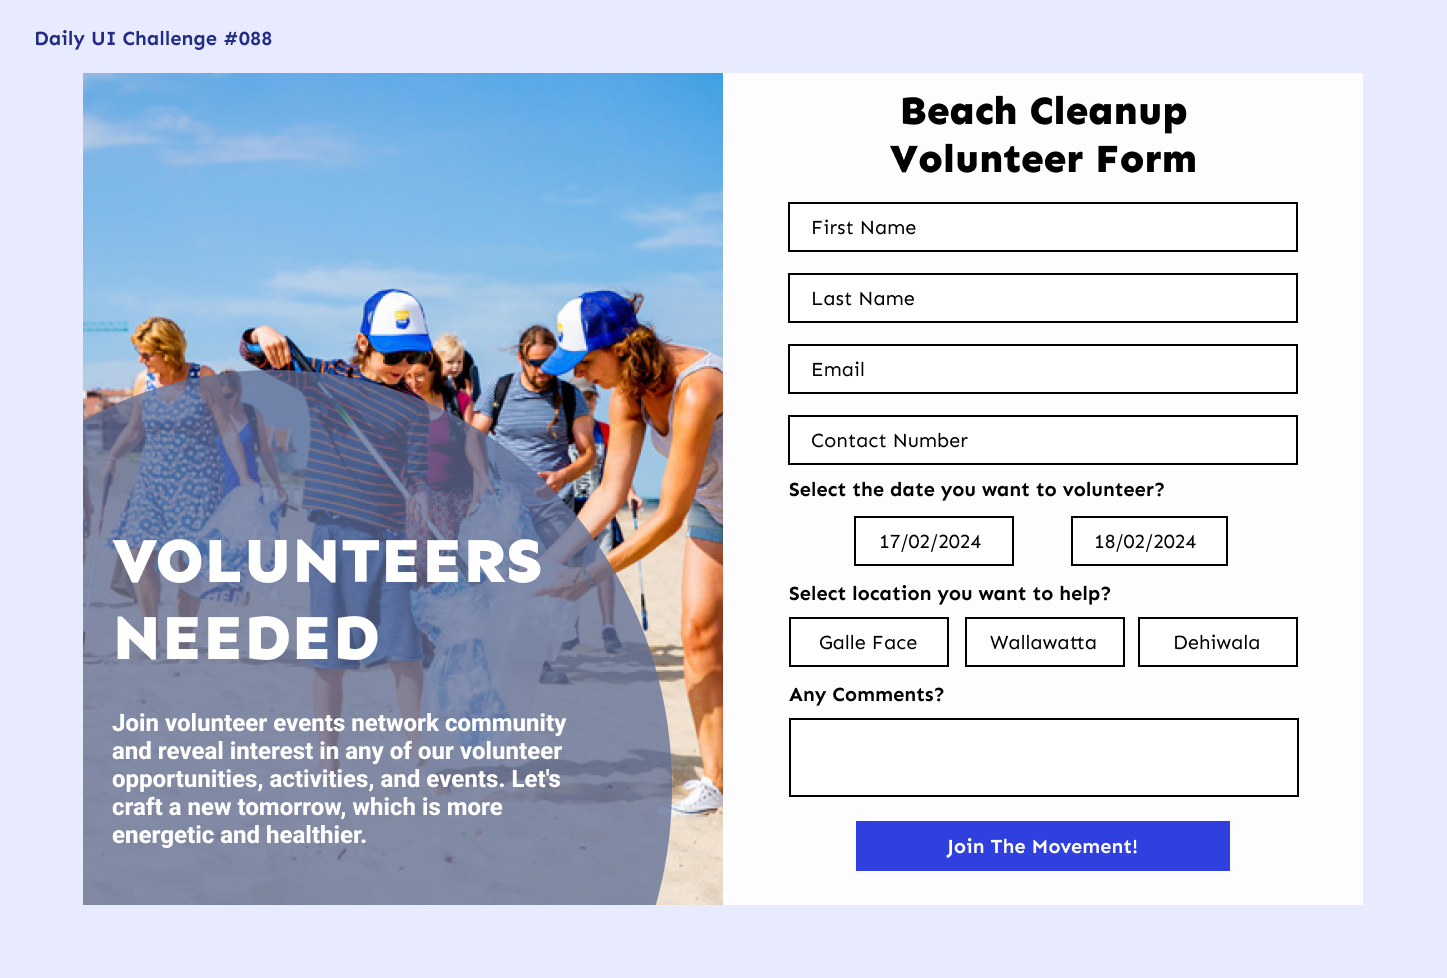 Daily UI Challenge #088
VOLUNTEERS
NEEDED
Join volunteer events network community
and reveal interest in any of our volunteer
opportunities, activities, and events. Let's
craft a new tomorrow, which is more
energetic and healthier.
Beach Cleanup
Volunteer Form
First Name
Last Name
Email
Contact Number
Select the date you want to volunteer?
17/02/2024
18/02/2024
Select location you want to help?
Galle Face
Wallawatta
Dehiwala
Any Comments?
Join The Movement!